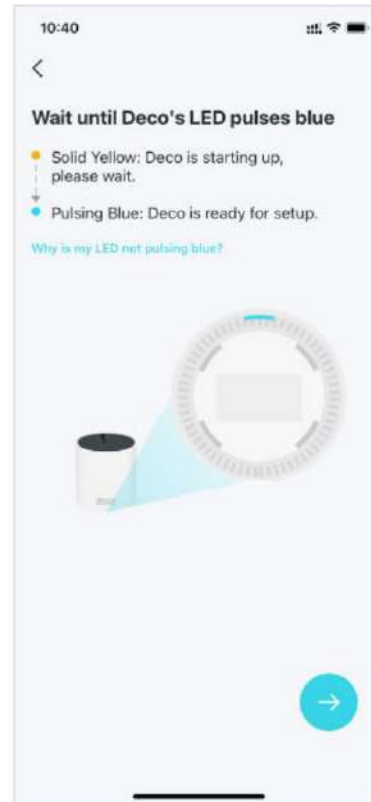 10:40
Wait until Deco's LED pulses blue
Solid Yellow: Deco is starting up,
please wait.
Pulsing Blue: Deco is ready for setup.
Why is my LED not pulsing blue?